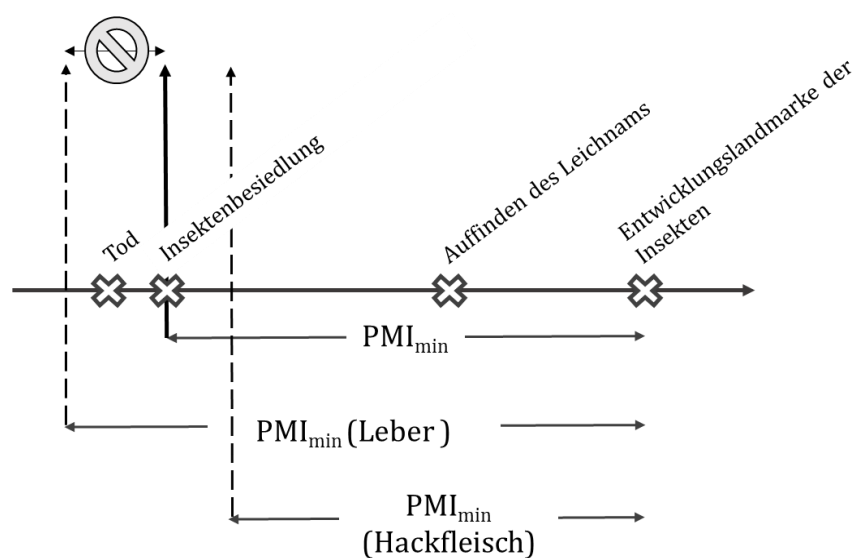 Tod
Insektenbesiedlung
Auffinden des Leichnams
Entwicklungslandmarke der
Insekten
PMImin
PMImin (Leber)
PMImin
(Hackfleisch)